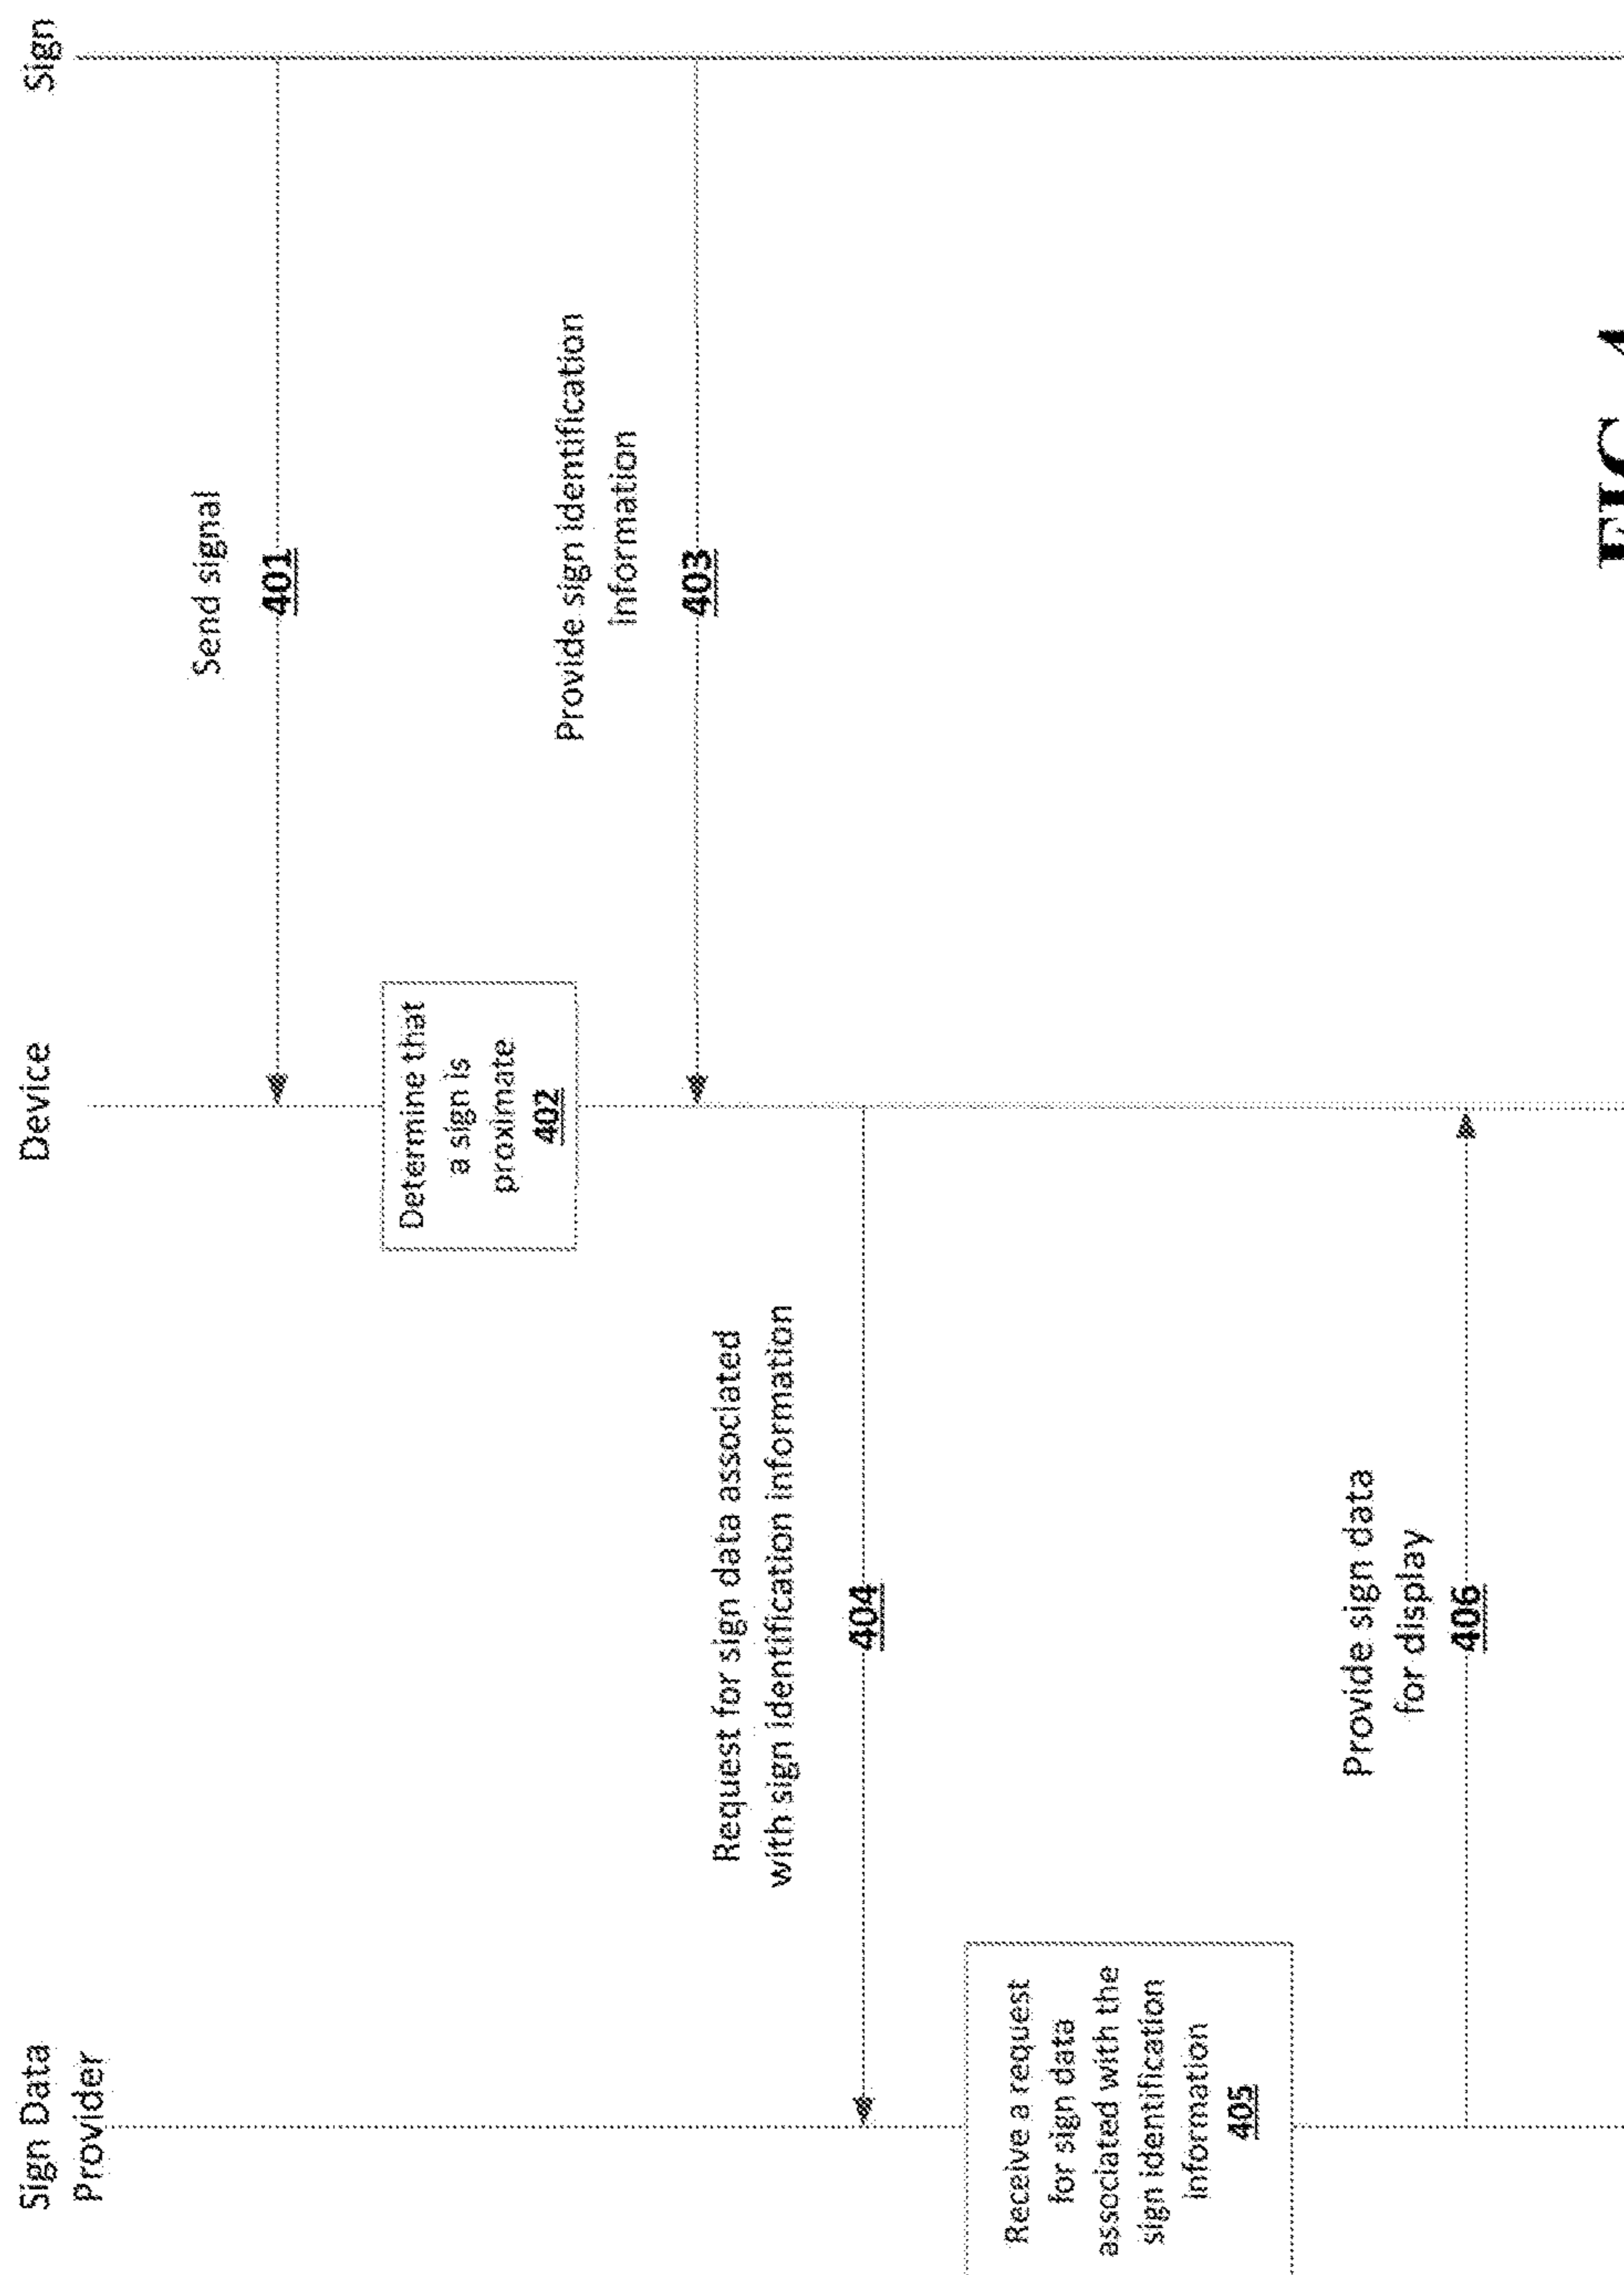 Sign Data
Provider
Device
Sign
Send signal
401
Determine that
a sign is
proximate
402
Provide sign identification
information
403
Request for sign data associated
with sign identification information
404
Receive a request
for sign data
associated with the
sign identification
information
405
Provide sign data
for display
406